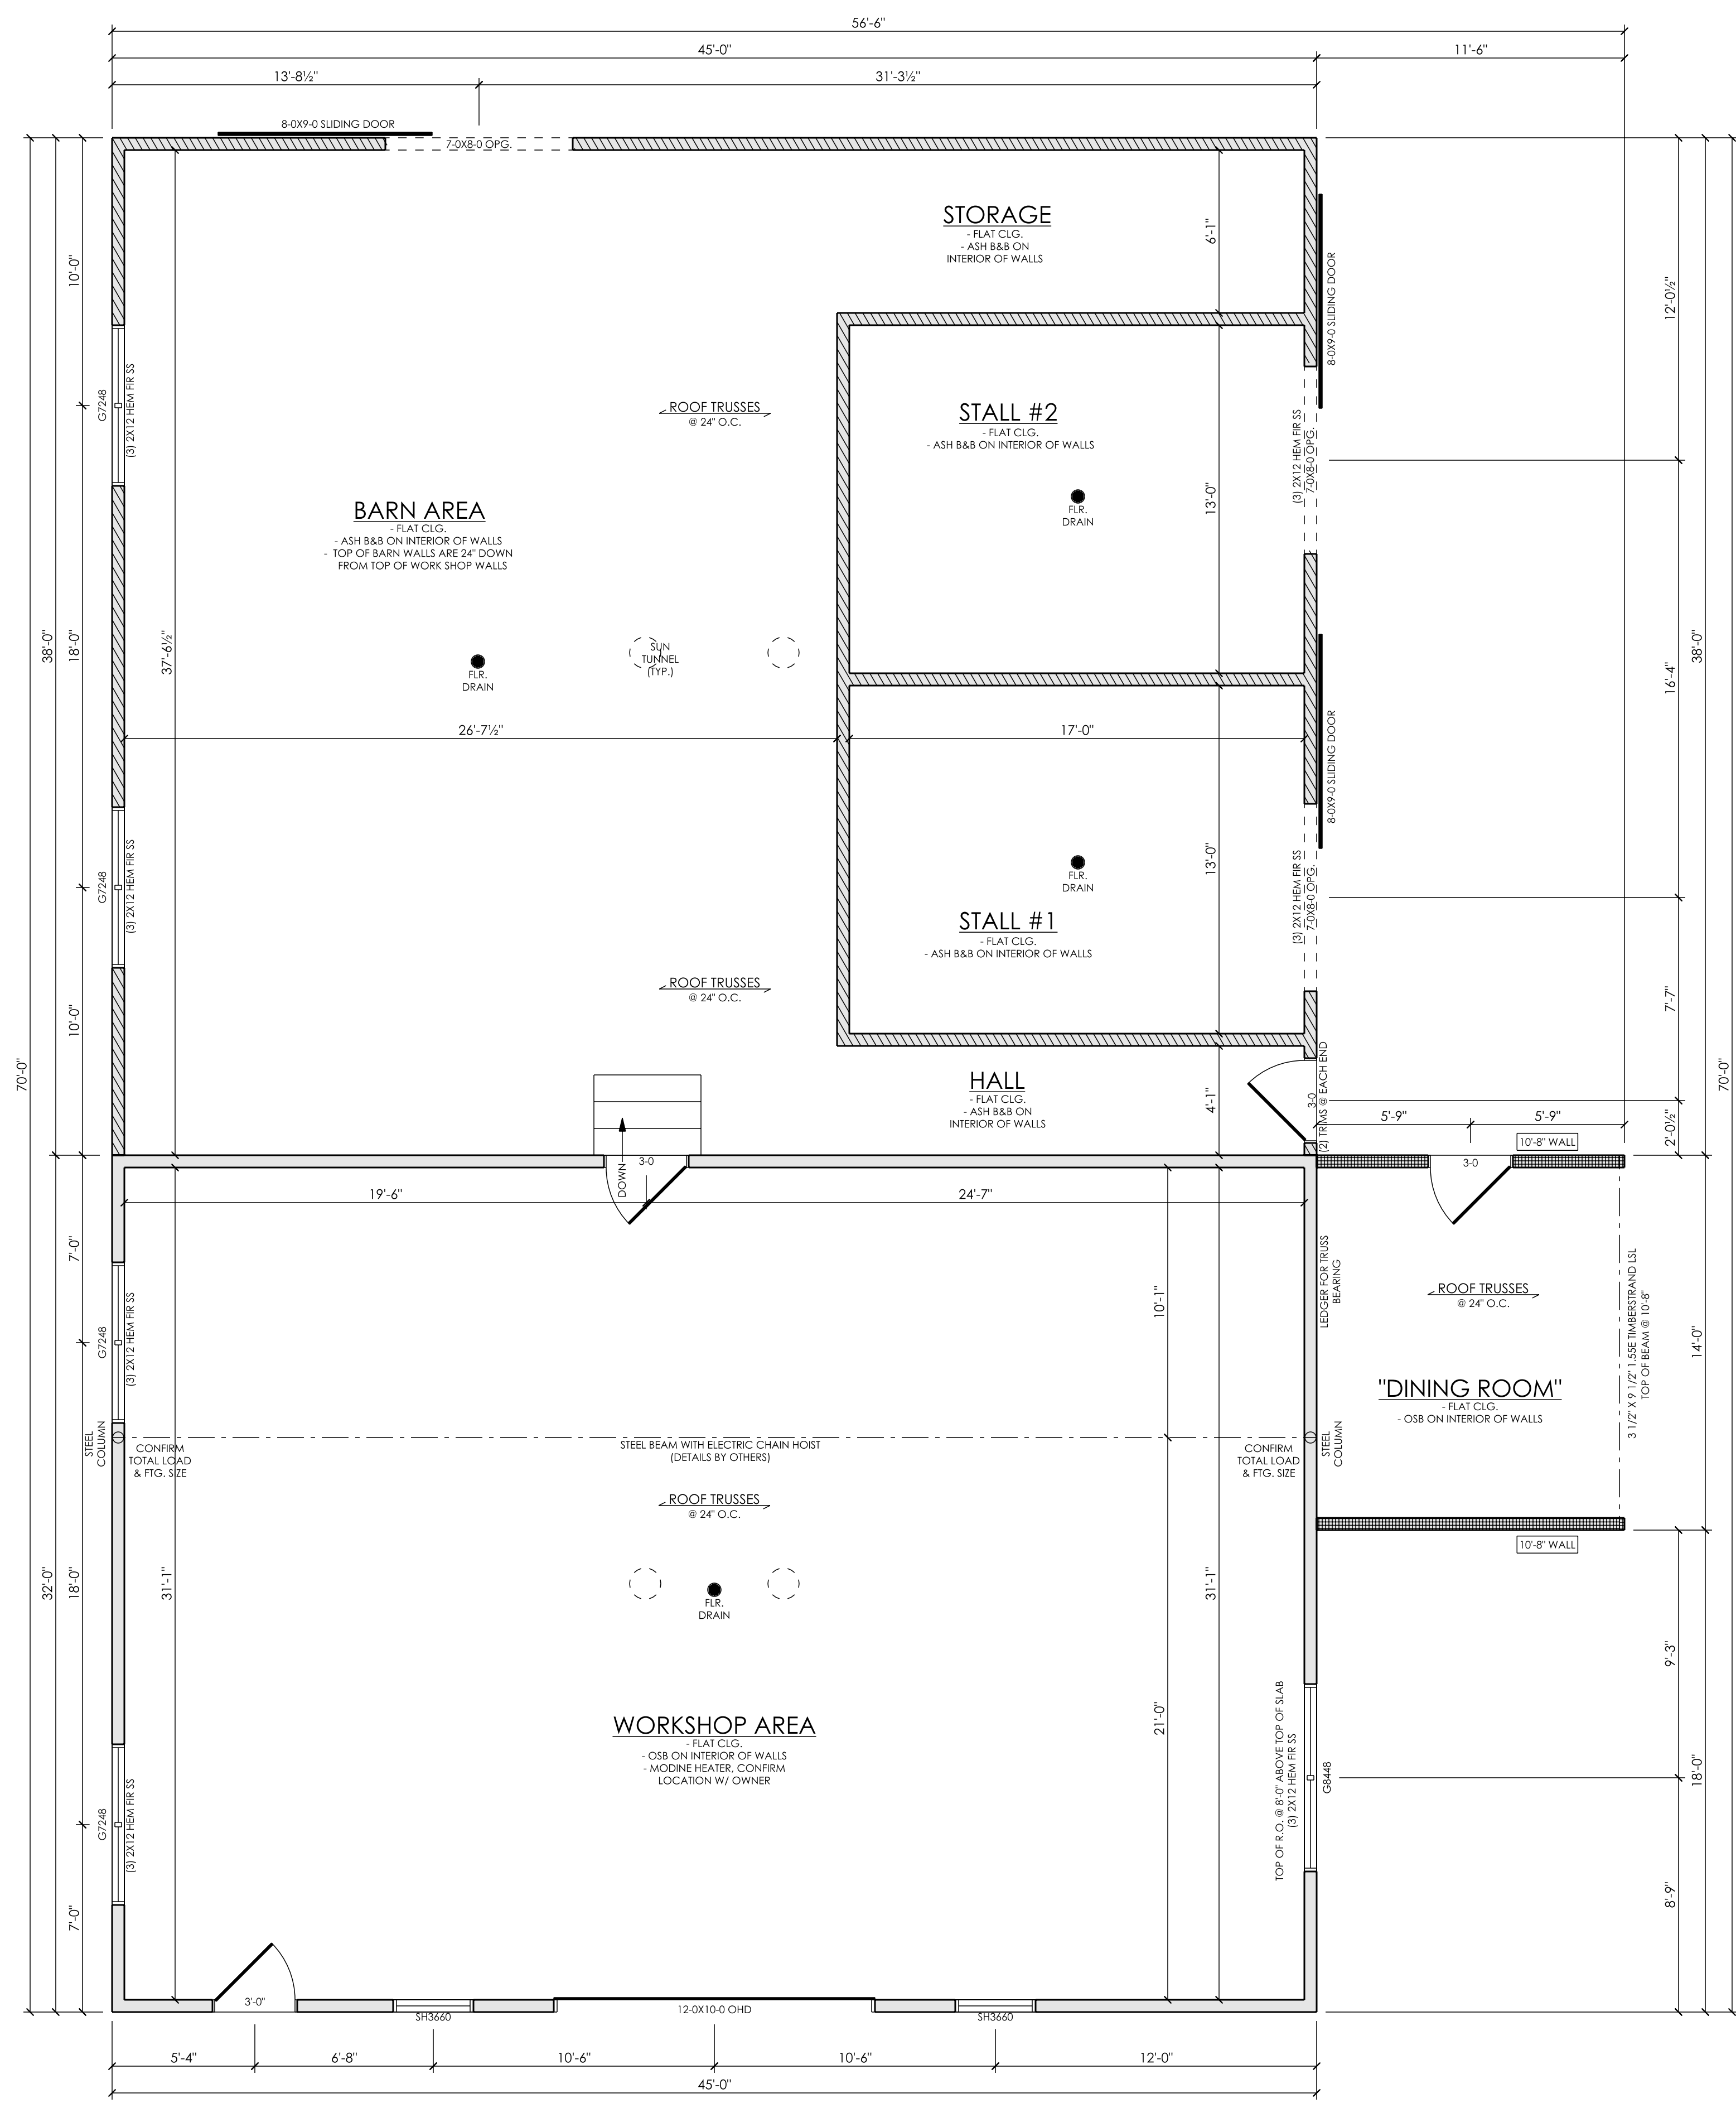 56'-6"
45'-0"
11'-6"
13'-8½"
31'-3½"
8-0X9-0 SLIDING DOOR
7-0X8-0 OPG.
STORAGE
- FLAT CLG.
- ASH B&B ON
INTERIOR OF WALLS
6'-1"
8-0X9-0 SLIDING DOOR
12'-0½"
10'-0"
G7248
(3) 2X12 HEM FIR SS
ROOF TRUSSES
@ 24" O.C.
STALL #2
- FLAT CLG.
- ASH B&B ON INTERIOR OF WALLS
13'-0"
(3) 2X12 HEM FIR SS
7-0X8-0 OPG.
FLR.
DRAIN
BARN AREA
- FLAT CLG.
- ASH B&B ON INTERIOR OF WALLS
- TOP OF BARN WALLS ARE 24" DOWN
FROM TOP OF WORK SHOP WALLS
38'-0"
18'-0"
37'-6½"
FLR.
DRAIN
SUN
TUNNEL
(TYP.)
16'-4"
38'-0"
26'-7½"
17'-0"
8-0X9-0 SLIDING DOOR
G7248
(3) 2X12 HEM FIR SS
13'-0"
FLR.
DRAIN
(3) 2X12 HEM FIR SS
7-0X8-0 OPG.
STALL #1
- FLAT CLG.
- ASH B&B ON INTERIOR OF WALLS
ROOF TRUSSES
@ 24" O.C.
10'-0"
7'-7"
70'-0"
70'-0"
HALL
- FLAT CLG.
- ASH B&B ON
INTERIOR OF WALLS
4'-1"
3-0
(2) TRIMS @ EACH END
5'-9"
5'-9"
2'-0½"
10'-8" WALL
DOWN
3-0
3-0
19'-6"
24'-7"
7'-0"
G7248
(3) 2X12 HEM FIR SS
10'-1"
LEDGER FOR TRUSS
BEARING
ROOF TRUSSES
@ 24" O.C.
3 1/2" X 9 1/2" 1.55E TIMBERSTRAND LSL
TOP OF BEAM @ 10'-8"
14'-0"
"DINING ROOM"
- FLAT CLG.
- OSB ON INTERIOR OF WALLS
STEEL
COLUMN
CONFIRM
TOTAL LOAD
& FTG. SIZE
STEEL BEAM WITH ELECTRIC CHAIN HOIST
(DETAILS BY OTHERS)
CONFIRM
TOTAL LOAD
& FTG. SIZE
STEEL
COLUMN
ROOF TRUSSES
@ 24" O.C.
10'-8" WALL
32'-0"
18'-0"
31'-1"
31'-1"
FLR.
DRAIN
9'-3"
21'-0"
WORKSHOP AREA
- FLAT CLG.
- OSB ON INTERIOR OF WALLS
- MODINE HEATER, CONFIRM
LOCATION W/ OWNER
TOP OF R.O. @ 8'-0" ABOVE TOP OF SLAB
(3) 2X12 HEM FIR SS
G8448
18'-0"
G7248
(3) 2X12 HEM FIR SS
8'-9"
7'-0"
3'-0"
SH3660
12-0X10-0 OHD
SH3660
5'-4"
6'-8"
10'-6"
10'-6"
12'-0"
45'-0"